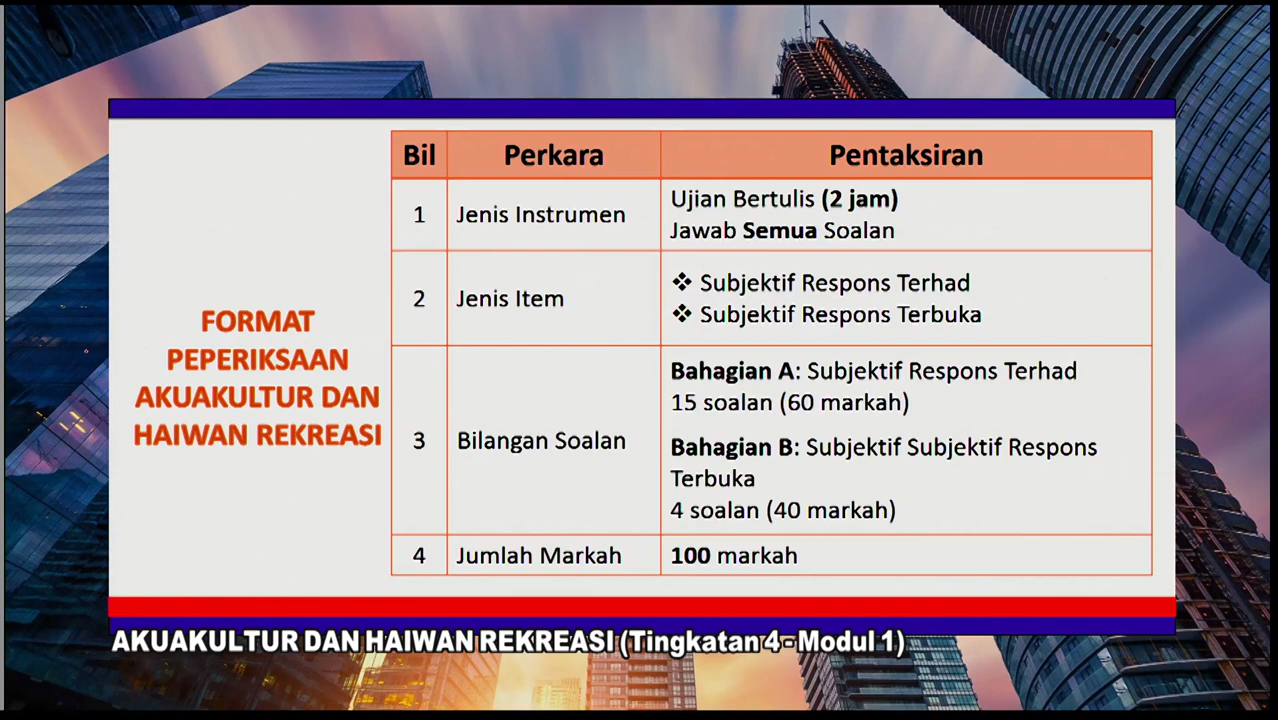 FORMAT
PEPERIKSAAN
AKUAKULTUR DAN
HAIWAN REKREASI
Bil Perkara Pentaksiran
1 Jenis Instrumen Ujian Bertulis (2 jam)
Jawab Semua Soalan
2 Jenis Item ❖ Subjektif Respons Terhad
❖ Subjektif Respons Terbuka
3 Bilangan Soalan Bahagian A: Subjektif Respons Terhad
15 soalan (60 markah)
Bahagian B: Subjektif Subjektif Respons
Terbuka
4 soalan (40 markah)
4 Jumlah Markah 100 markah
AKUAKULTUR DAN HAIWAN REKREASI (Tingkatan 4 - Modul 1)